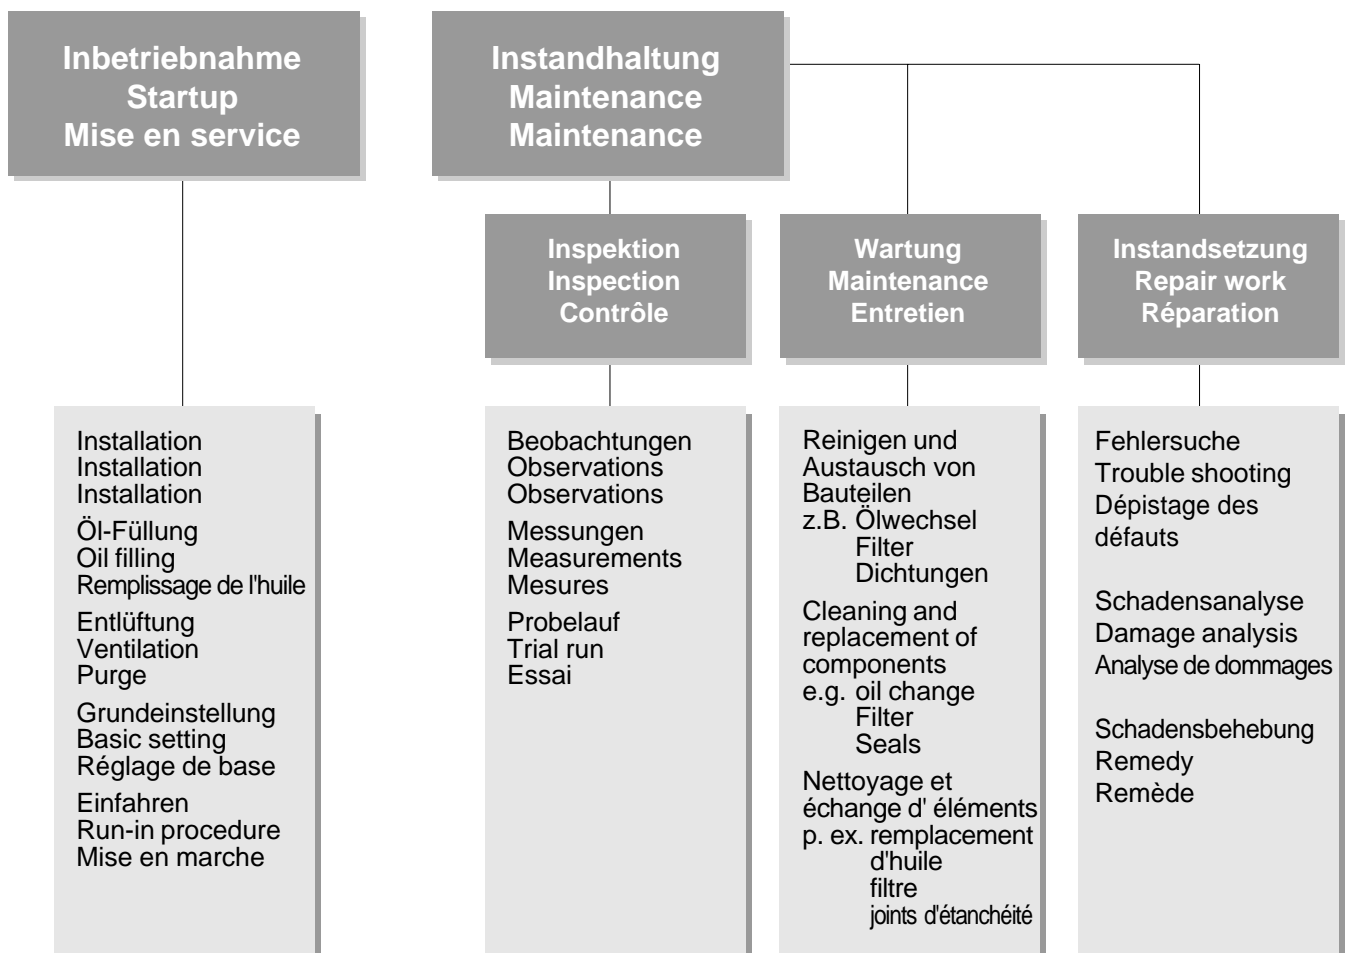 Inbetriebnahme
Startup
Mise en service
Instandhaltung
Maintenance
Maintenance
Inspektion
Inspection
Contrôle
Wartung
Maintenance
Entretien
Instandsetzung
Repair work
Réparation
Installation
Installation
Installation
Öl-Füllung
Oil filling
Remplissage de l'huile
Entlüftung
Ventilation
Purge
Grundeinstellung
Basic setting
Réglage de base
Einfahren
Run-in procedure
Mise en marche
Beobachtungen
Observations
Observations
Messungen
Measurements
Mesures
Probelauf
Trial run
Essai
Reinigen und
Austausch von
Bauteilen
z.B. Ölwechsel
Filter
Dichtungen
Cleaning and
replacement of
components
e.g. oil change
Filter
Seals
Nettoyage et
échange d' éléments
p. ex. remplacement
d'huile
filtre
joints d'étanchéité
Fehlersuche
Trouble shooting
Dépistage des
défauts
Schadensanalyse
Damage analysis
Analyse de dommages
Schadensbehebung
Remedy
Remède